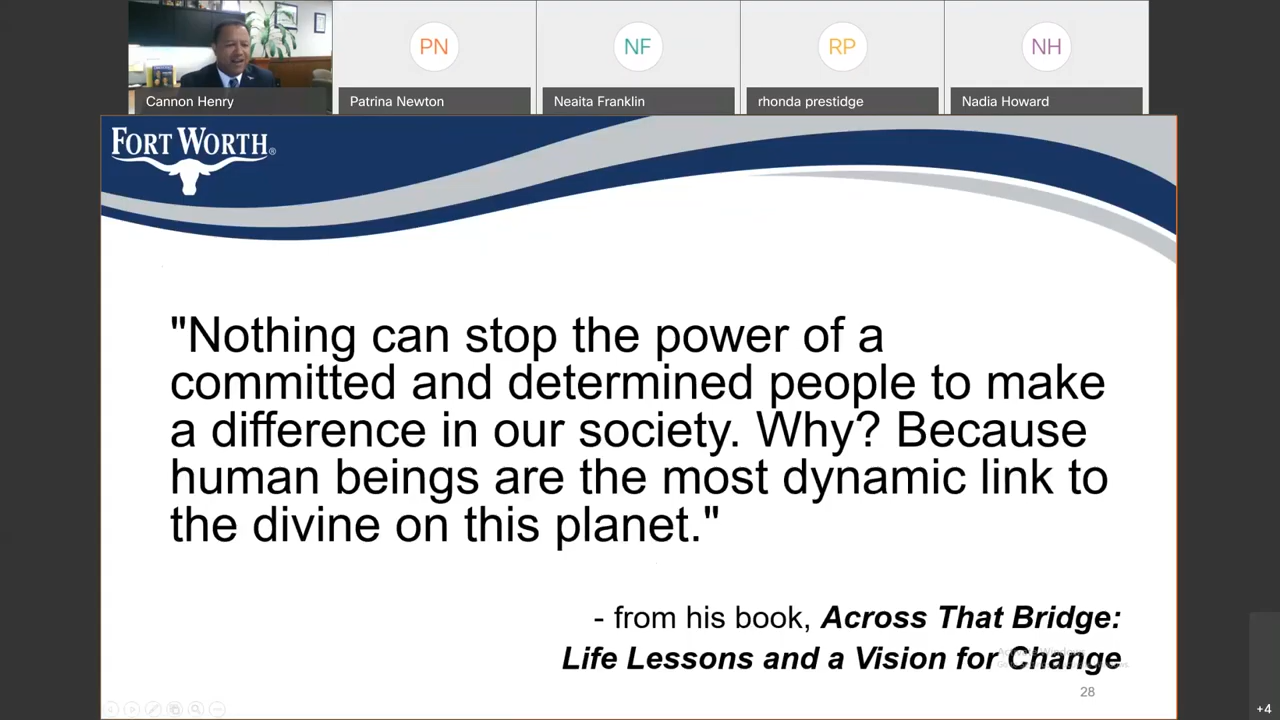 PN
NF
RP
NH
Cannon Henry
Patrina Newton
Neaita Franklin
rhonda prestidge
Nadia Howard
FORT WORTH®
"Nothing can stop the power of a
committed and determined people to make
a difference in our society. Why? Because
human beings are the most dynamic link to
the divine on this planet."
- from his book, Across That Bridge:
Life Lessons and a Vision for Change
28
+4